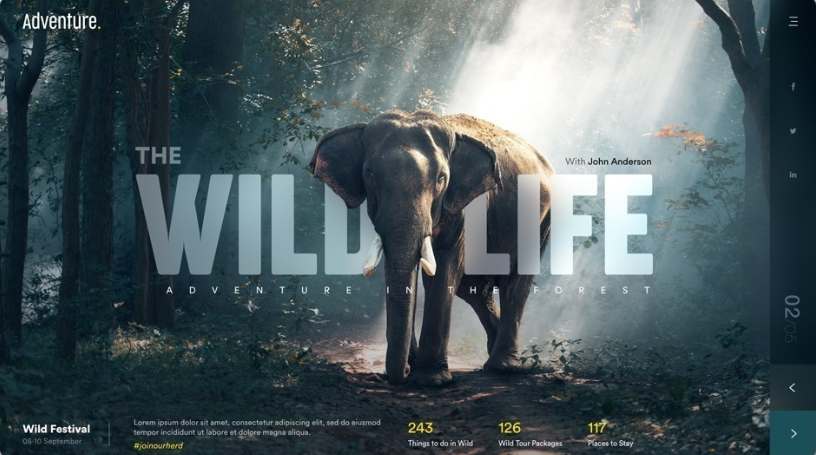 Adventure.
THE
With John Anderson
WILD LIFE
ADVENTURE IN THE FOREST
f
in
02/05
Wild Festival
05-10 September
Lorem ipsum dolor sit amet, consectetur adipiscing elit, sed do eiusmod
tempor incididunt ut labore et dolore magna aliqua.
#joinourherd
243
Things to do in Wild
126
Wild Tour Packages
117
Places to Stay